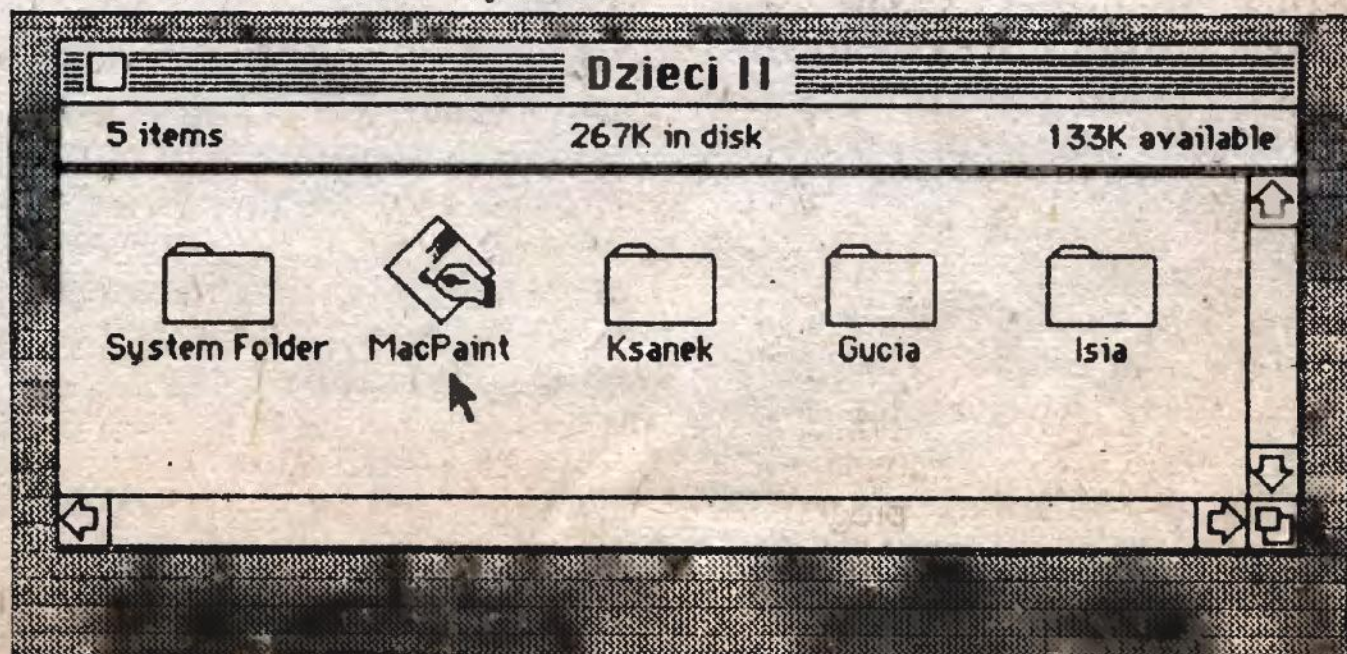 Dzieci II
5 items 267K in disk 133K available
System Folder MacPaint Ksanek Gucia Isia